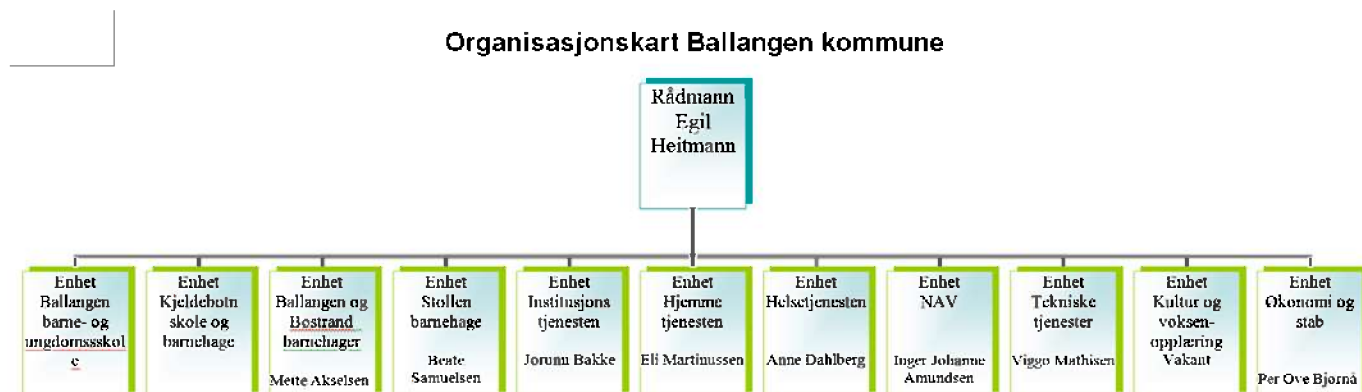 Organisasjonskart Ballangen kommune
Rådmann
Egil
Heitmann
Enhet
Ballangen
barne- og
ungdomssskol
e
Enhet
Kjeldebotn
skole og
barnehage
Enhet
Ballangen og
Bostrand
barnehager
Mette Akselsen
Enhet
Stollen
barnehage
Beate
Samuelsen
Enhet
Institusjons
tjenesten
Jorunn Bakke
Enhet
Hjemme
tjenesten
Eli Martinussen
Enhet
Helsetjenesten
Anne Dahlberg
Enhet
NAV
Inger Johanne
Amundsen
Enhet
Tekniske
tjenester
Viggo Mathisen
Enhet
Kultur og
voksen-
opplæring
Vakant
Enhet
Økonomi og
stab
Per Ove Bjørnå